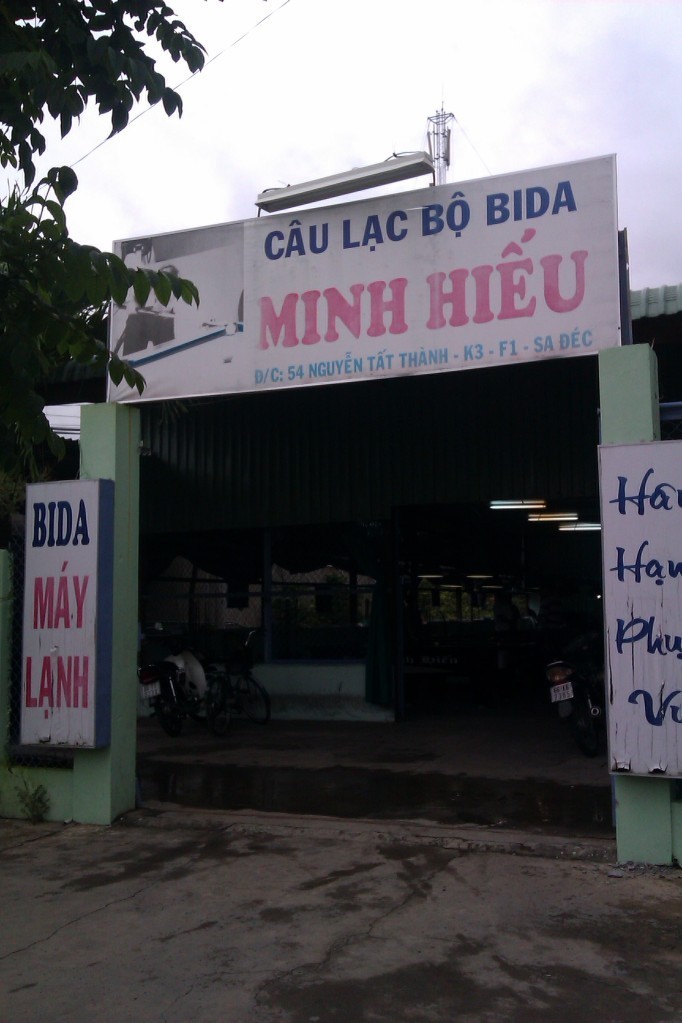 CÂU LẠC BỘ BIDA
MINH HIẾU
Đ/C: 54 NGUYỄN TẤT THÀNH - K3 - F1 - SA ĐÉC
BIDA
MÁY
LẠNH